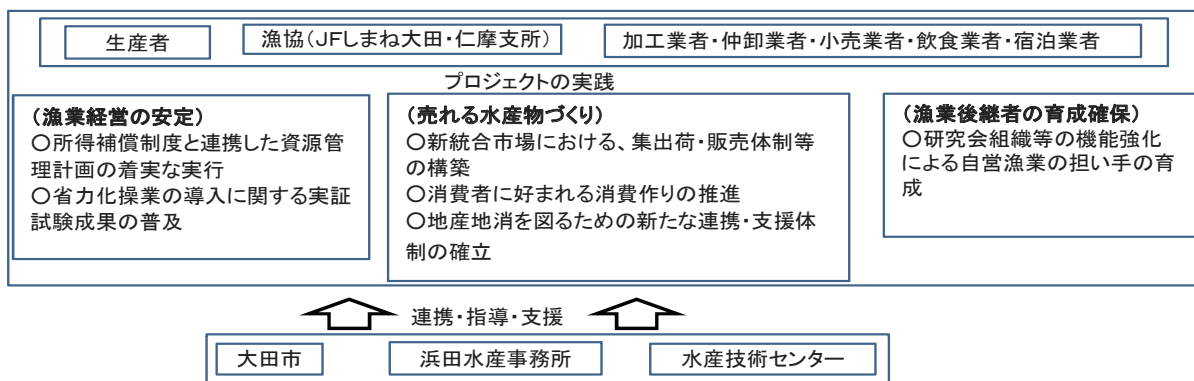 生産者
漁協（JFしまね大田・仁摩支所）
加工業者・仲卸業者・小売業者・飲食業者・宿泊業者
プロジェクトの実践
（漁業経営の安定）
○所得補償制度と連携した資源管
理計画の着実な実行
○省力化操業の導入に関する実証
試験成果の普及
（売れる水産物づくり）
○新統合市場における、集出荷・販売体制等
の構築
○消費者に好まれる消費作りの推進
○地産地消を図るための新たな連携・支援体
制の確立
（漁業後継者の育成確保）
○研究会組織等の機能強化
による自営漁業の担い手の育
成
連携・指導・支援
大田市
浜田水産事務所
水産技術センター